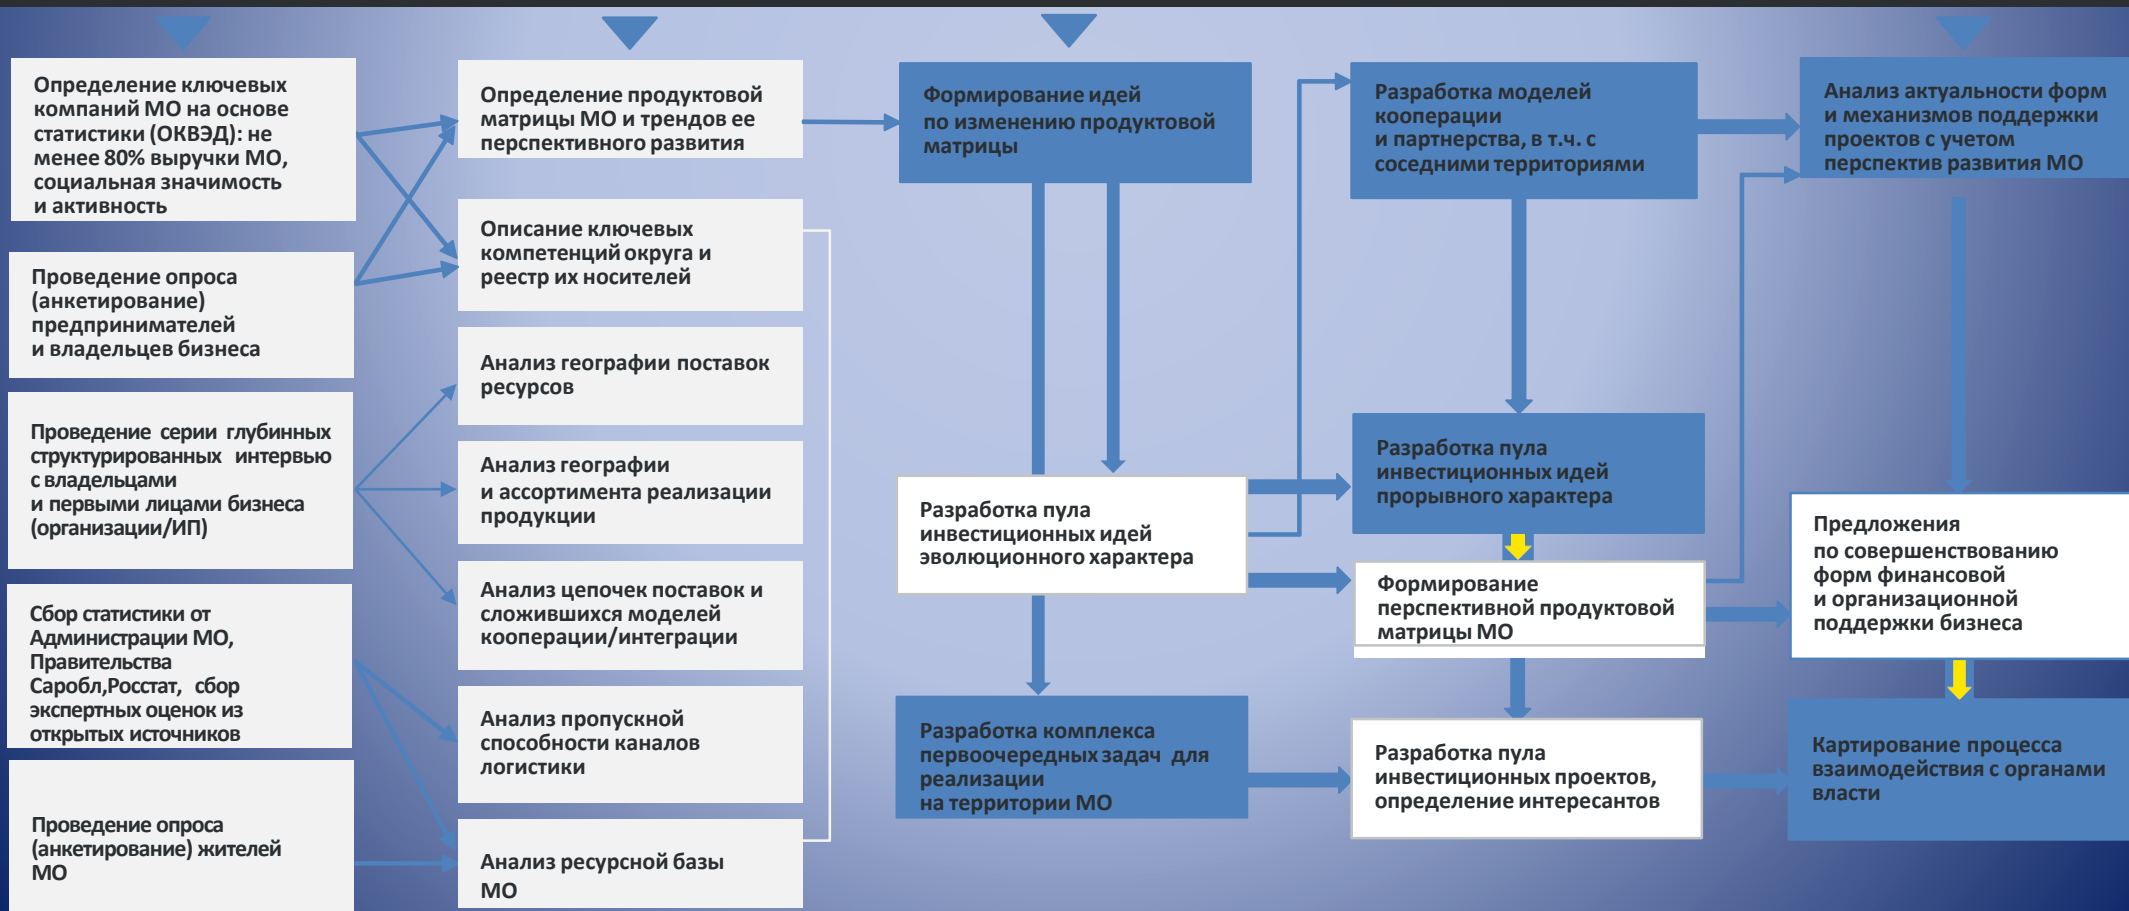 Определение ключевых
компаний МО на основе
статистики (ОКВЭД): не
менее 80% выручки МО,
социальная значимость
и активность
Проведение опроса
(анкетирование)
предпринимателей
и владельцев бизнеса
Проведение серии глубинных
структурированных интервью
с владельцами
и первыми лицами бизнеса
(организации/ИП)
Сбор статистики от
Администрации МО,
Правительства
Саробл,Росстат, сбор
экспертных оценок из
открытых источников
Проведение опроса
(анкетирование) жителей
МО
Определение продуктовой
матрицы МО и трендов ее
перспективного развития
Описание ключевых
компетенций округа и
реестр их носителей
Анализ географии поставок
ресурсов
Анализ географии
и ассортимента реализации
продукции
Анализ цепочек поставок и
сложившихся моделей
кооперации/интеграции
Анализ пропускной
способности каналов
логистики
Анализ ресурсной базы
МО
Формирование идей
по изменению продуктовой
матрицы
Разработка пула
инвестиционных идей
эволюционного характера
Разработка комплекса
первоочередных задач для
реализации
на территории МО
Разработка моделей
кооперации
и партнерства, в т.ч. с
соседними территориями
Разработка пула
инвестиционных идей
прорывного характера
Формирование
перспективной продуктовой
матрицы МО
Разработка пула
инвестиционных проектов,
определение интересантов
Анализ актуальности форм
и механизмов поддержки
проектов с учетом
перспектив развития МО
Предложения
по совершенствованию
форм финансовой
и организационной
поддержки бизнеса
Картирование процесса
взаимодействия с органами
власти